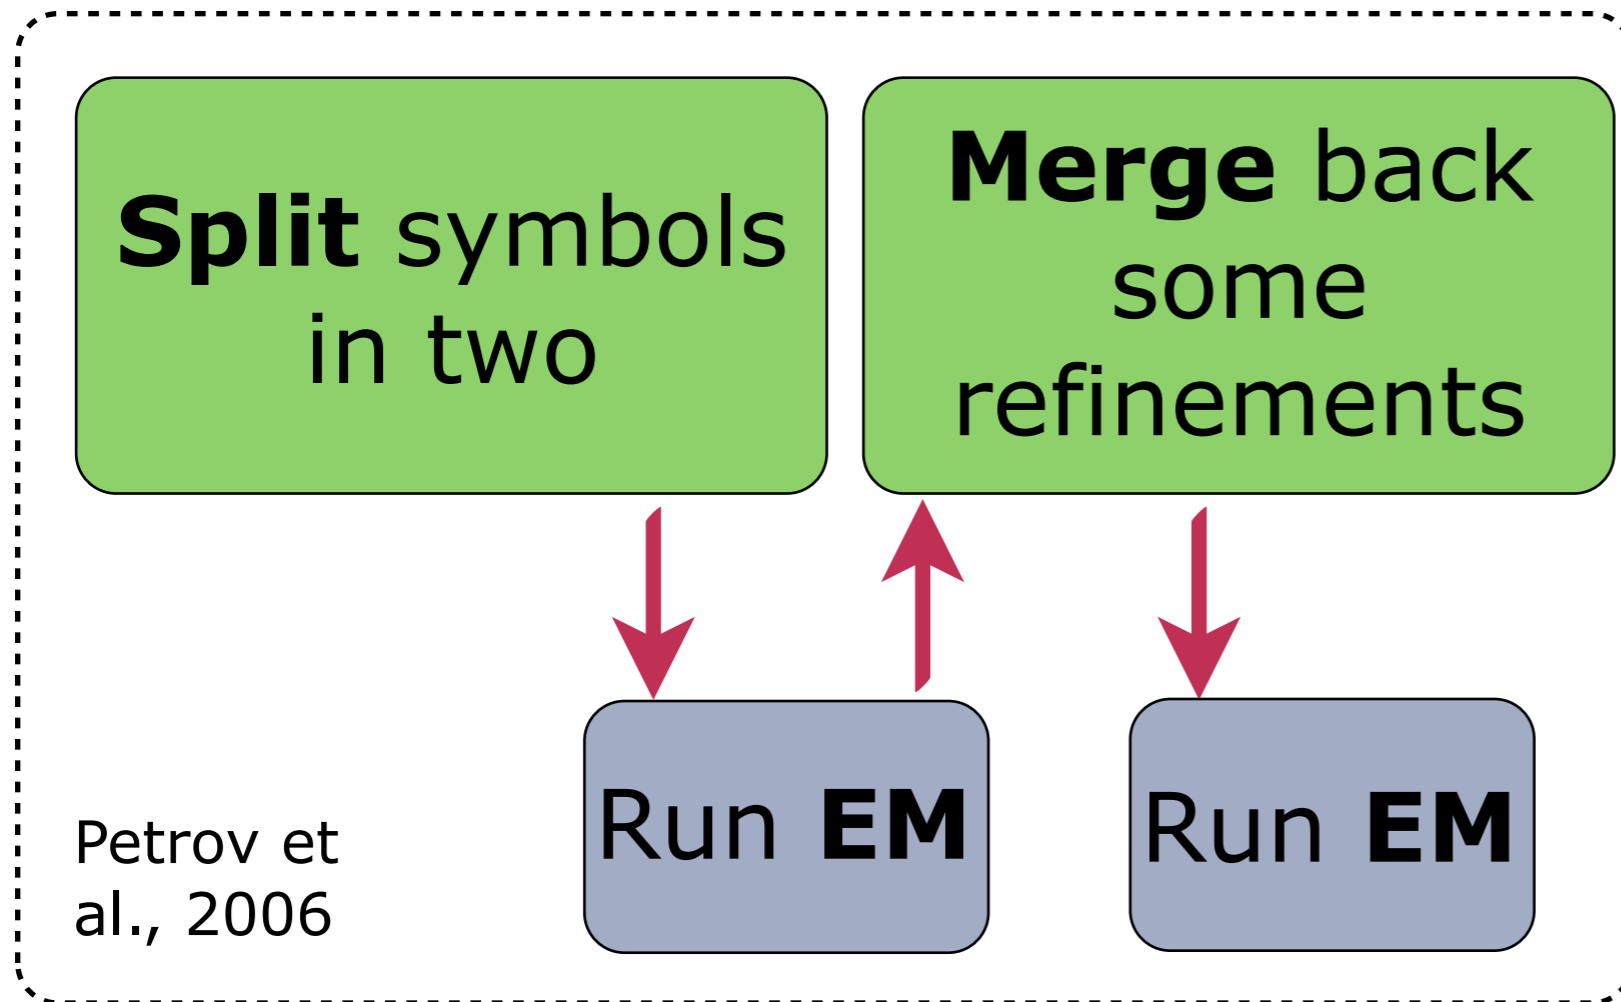 Split symbols
in two
Merge back
some
refinements
Run EM
Run EM
Petrov et
al., 2006